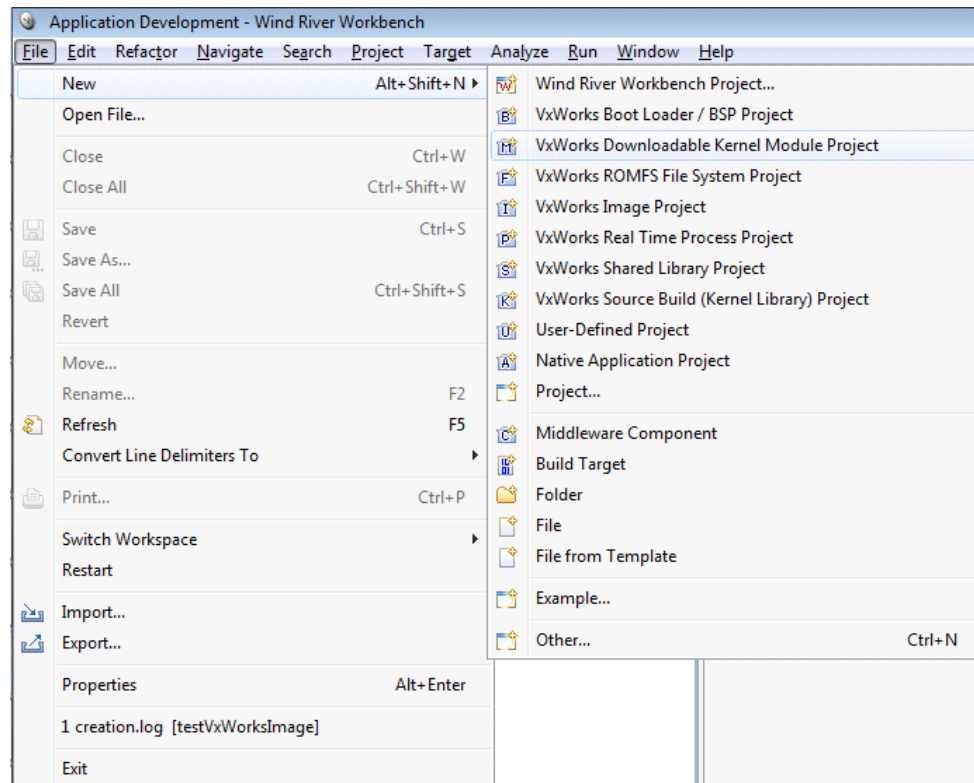 Application Development - Wind River Workbench
File Edit Refactor Navigate Search Project Target Analyze Run Window Help
New Alt+Shift+N
Open File...
Close Ctrl+W
Close All Ctrl+Shift+W
Save Ctrl+S
Save As...
Save All Ctrl+Shift+S
Revert
Move...
Rename... F2
Refresh F5
Convert Line Delimiters To
Print... Ctrl+P
Switch Workspace
Restart
Import...
Export...
Properties Alt+Enter
1 creation.log [testVxWorksImage]
Exit
Wind River Workbench Project...
VxWorks Boot Loader / BSP Project
VxWorks Downloadable Kernel Module Project
VxWorks ROMFS File System Project
VxWorks Image Project
VxWorks Real Time Process Project
VxWorks Shared Library Project
VxWorks Source Build (Kernel Library) Project
User-Defined Project
Native Application Project
Project...
Middleware Component
Build Target
Folder
File
File from Template
Example...
Other... Ctrl+N